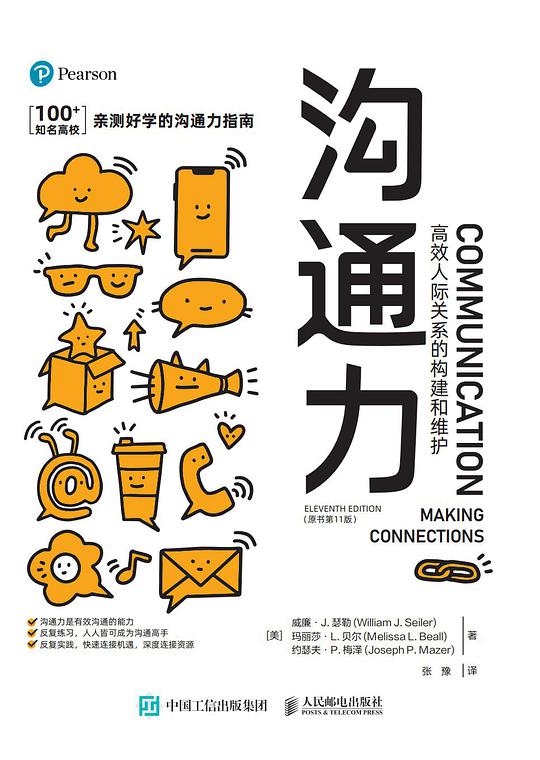 Pearson
100+
知名高校
亲测好学的沟通力指南
沟通力
高效人际关系的构建和维护
COMMUNICATION
ELEVENTH EDITION
(原书第11版)
MAKING
CONNECTIONS
@
沟通力是有效沟通的能力
反复练习，人人皆可成为沟通高手
反复实践，快速连接机遇，深度连接资源
[美]
威廉·J. 瑟勒 (William J. Seiler)
玛丽莎·L. 贝尔 (Melissa L. Beall)
约瑟夫·P. 梅泽 (Joseph P. Mazer)
著
张 豫 译
中国工信出版集团
人民邮电出版社
POSTS & TELECOM PRESS